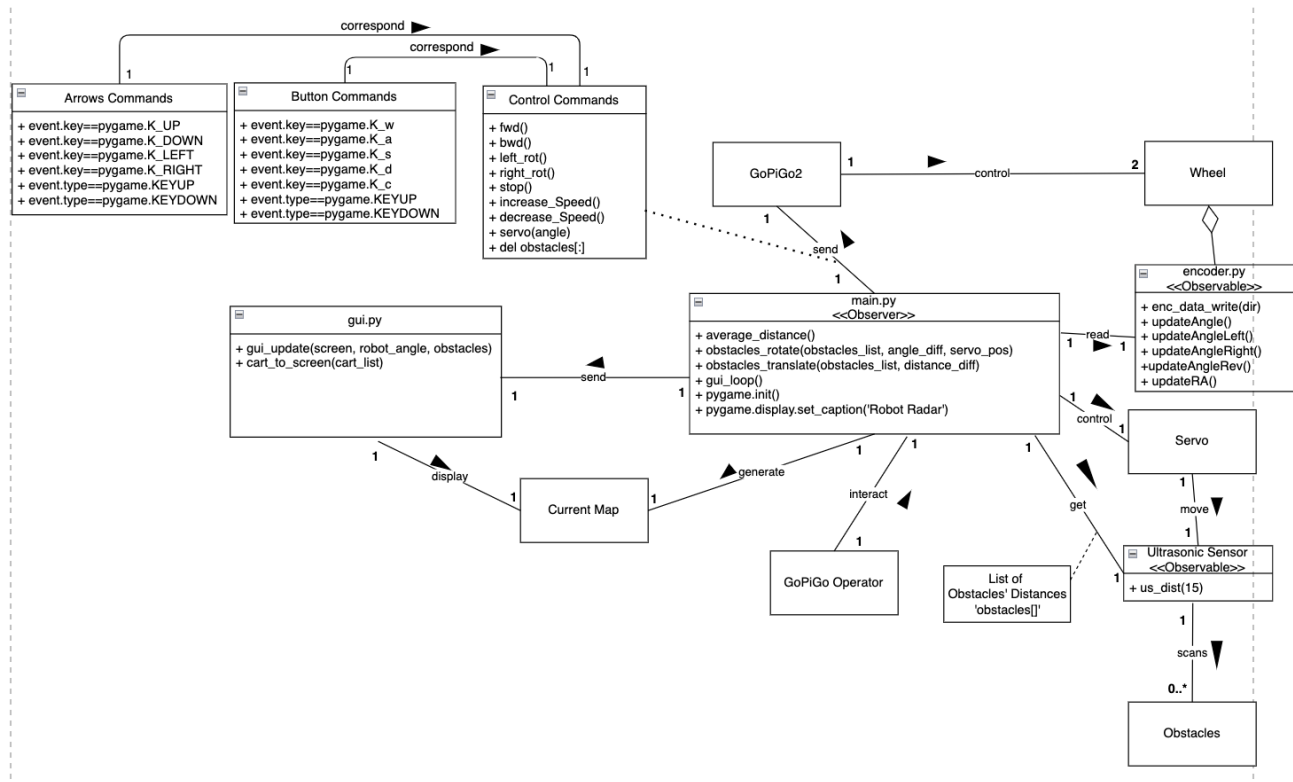 correspond
correspond
1
1
1
1
Arrows Commands
+ event.key==pygame.K_UP
+ event.key==pygame.K_DOWN
+ event.key==pygame.K_LEFT
+ event.key==pygame.K_RIGHT
+ event.type==pygame.KEYUP
+ event.type==pygame.KEYDOWN
Button Commands
+ event.key==pygame.K_w
+ event.key==pygame.K_a
+ event.key==pygame.K_s
+ event.key==pygame.K_d
+ event.key==pygame.K_c
+ event.type==pygame.KEYUP
+ event.type==pygame.KEYDOWN
Control Commands
+ fwd()
+ bwd()
+ left_rot()
+ right_rot()
+ stop()
+ increase_Speed()
+ decrease_Speed()
+ servo(angle)
+ del obstacles[:]
GoPiGo2
1
control
2
Wheel
1
send
1
encoder.py
<<Observable>>
+ enc_data_write(dir)
+ updateAngle()
+ updateAngleLeft()
+ updateAngleRight()
+updateAngleRev()
+ updateRA()
main.py
<<Observer>>
+ average_distance()
+ obstacles_rotate(obstacles_list, angle_diff, servo_pos)
+ obstacles_translate(obstacles_list, distance_diff)
+ gui_loop()
+ pygame.init()
+ pygame.display.set_caption('Robot Radar')
1
read
1
gui.py
+ gui_update(screen, robot_angle, obstacles)
+ cart_to_screen(cart_list)
1
send
1
1
control
1
Servo
1
display
1
Current Map
1
generate
1
1
interact
1
GoPiGo Operator
1
get
1
List of
Obstacles' Distances
'obstacles[]'
1
move
1
Ultrasonic Sensor
<<Observable>>
+ us_dist(15)
1
scans
0..*
Obstacles